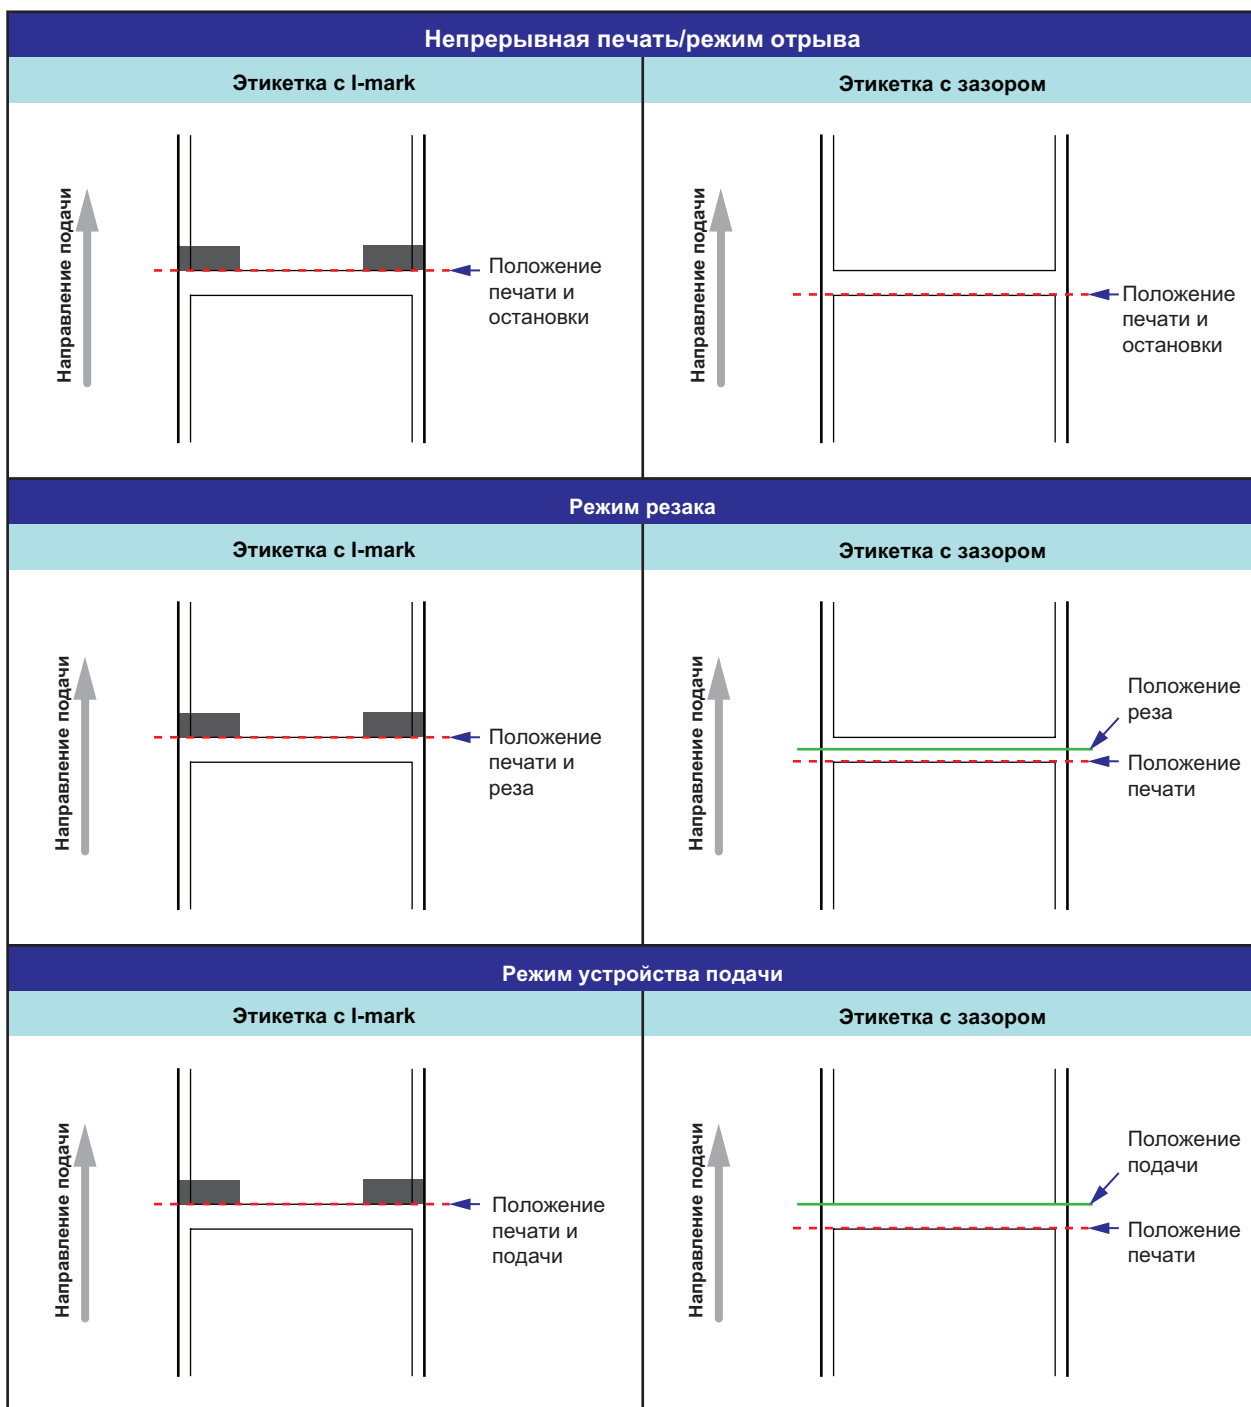 Непрерывная печать/режим отрыва
Этикетка с I-mark
Этикетка с зазором
Направление подачи
Положение
печати и
остановки
Направление подачи
Положение
печати и
остановки
Режим резака
Этикетка с I-mark
Этикетка с зазором
Направление подачи
Положение
печати и
реза
Направление подачи
Положение
реза
Положение
печати
Режим устройства подачи
Этикетка с I-mark
Этикетка с зазором
Направление подачи
Положение
печати и
подачи
Направление подачи
Положение
подачи
Положение
печати